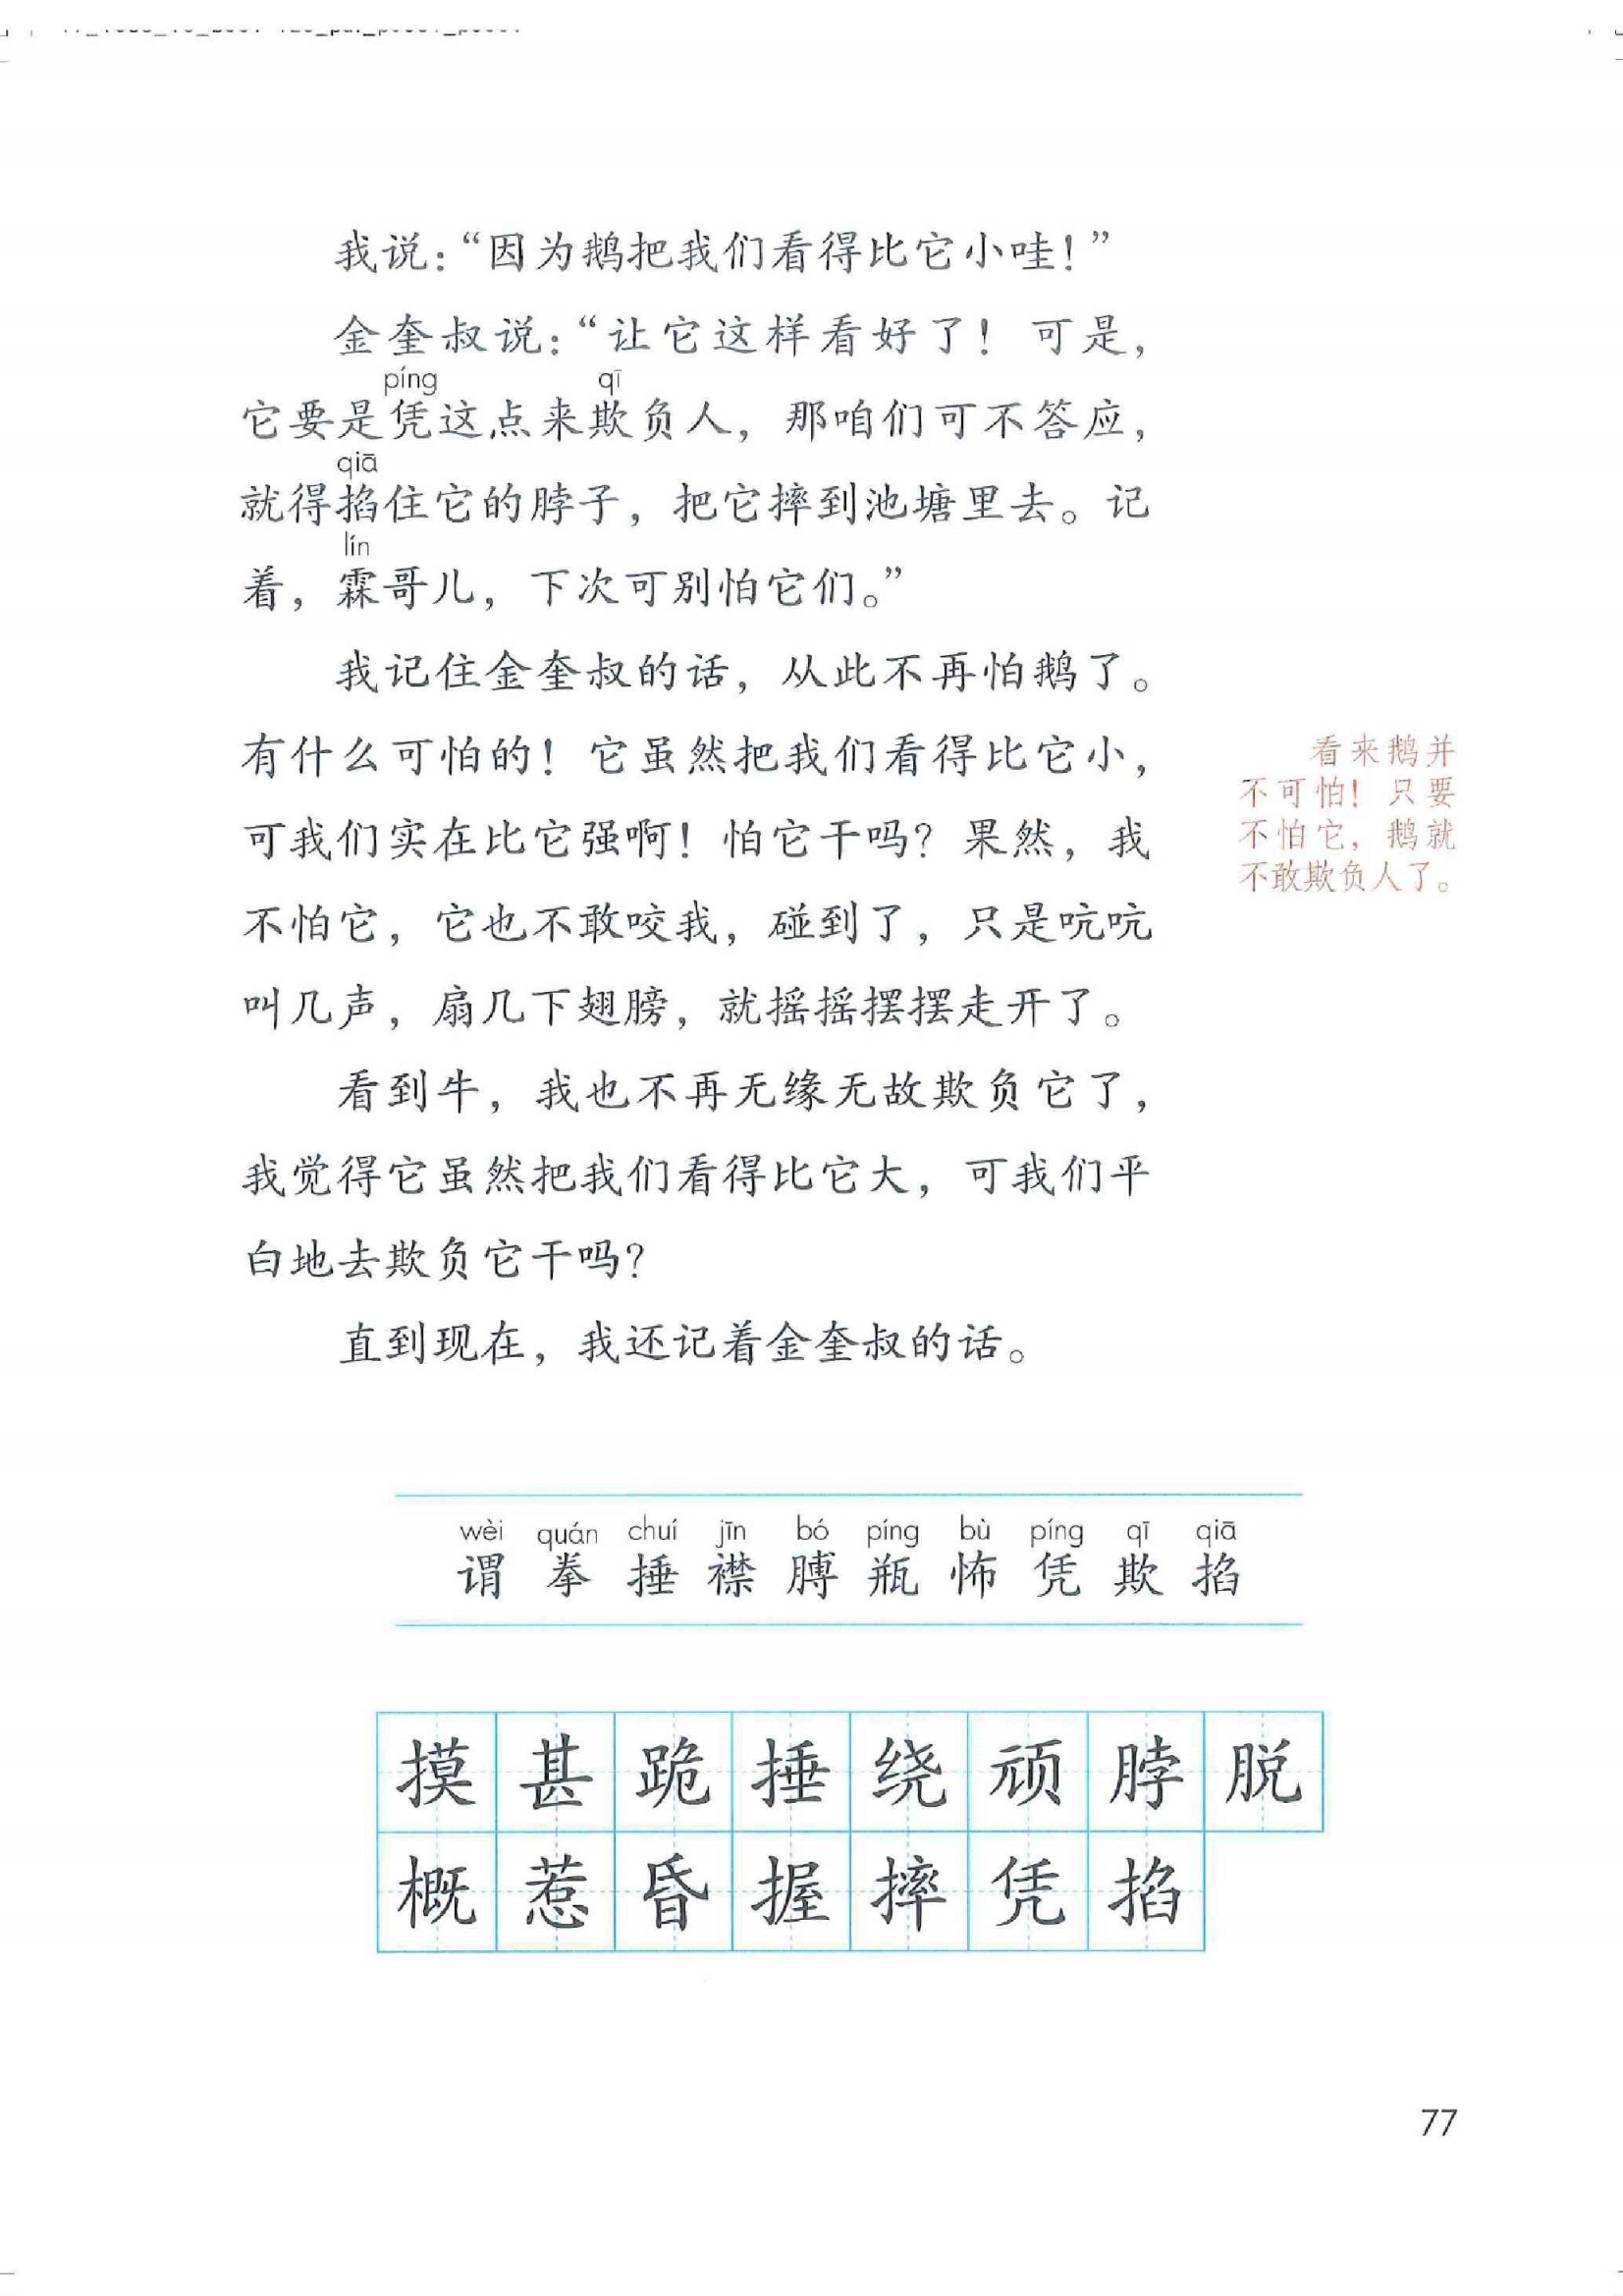 我说：“因为鹅把我们看得比它小哇！”
金奎叔说：“让它这样看好了！可是，
píng qī
它要是凭这点来欺负人，那咱们可不答应，
qiā
就得掐住它的脖子，把它摔到池塘里去。记
lín
着，霖哥儿，下次可别怕它们。”
我记住金奎叔的话，从此不再怕鹅了。
有什么可怕的！它虽然把我们看得比它小，
可我们实在比它强啊！怕它干吗？果然，我
不怕它，它也不敢咬我，碰到了，只是吭吭
叫几声，扇几下翅膀，就摇摇摆摆走开了。
看到牛，我也不再无缘无故欺负它了，
我觉得它虽然把我们看得比它大，可我们平
白地去欺负它干吗？
直到现在，我还记着金奎叔的话。
看来鹅并
不可怕！只要
不怕它，鹅就
不敢欺负人了。
wèi quán chuí jīn bó píng bù píng qī qiā
谓 拳 捶 襟 膊 瓶 怖 凭 欺 掐
摸 甚 跪 捶 绕 顽 脖 脱
概 惹 昏 握 摔 凭 掐
77